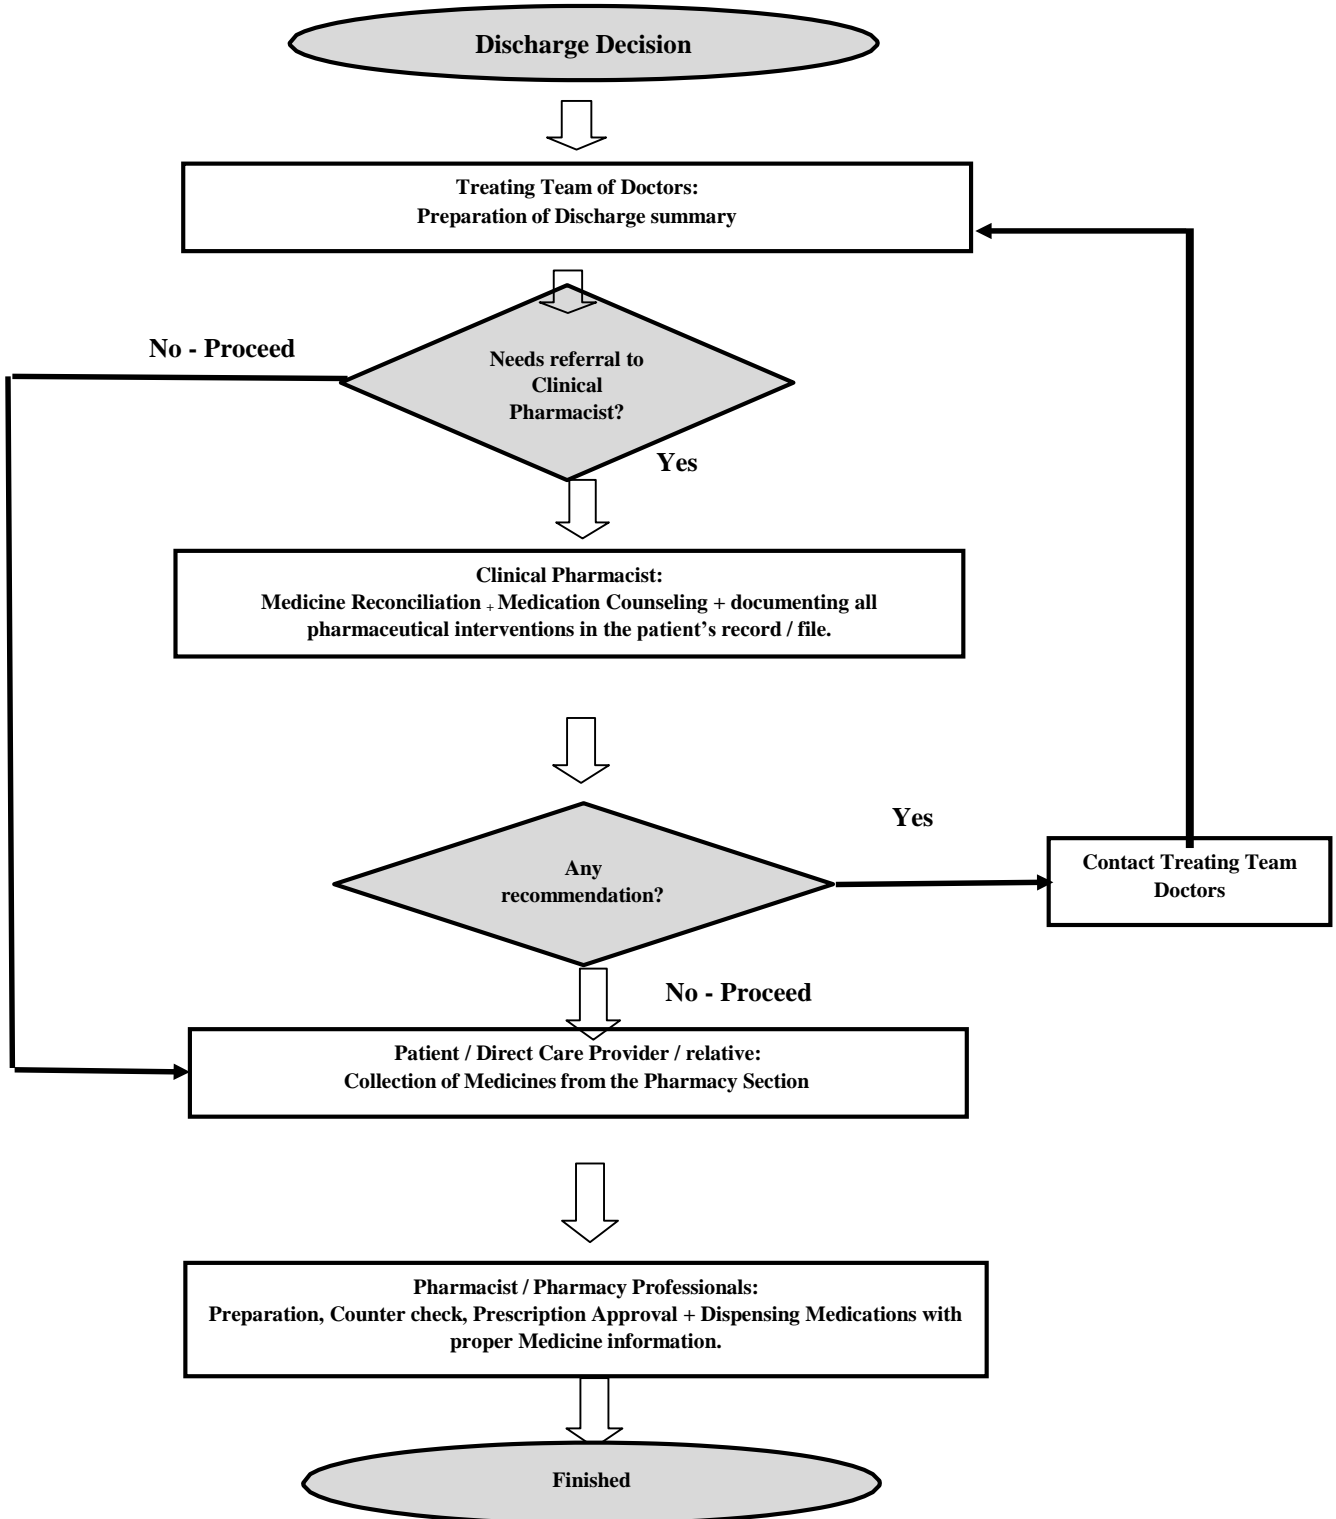 Discharge Decision
Treating Team of Doctors:
Preparation of Discharge summary
No - Proceed
Needs referral to
Clinical
Pharmacist?
Yes
Clinical Pharmacist:
Medicine Reconciliation + Medication Counseling + documenting all
pharmaceutical interventions in the patient’s record / file.
Yes
Any
recommendation?
Contact Treating Team
Doctors
No - Proceed
Patient / Direct Care Provider / relative:
Collection of Medicines from the Pharmacy Section
Pharmacist / Pharmacy Professionals:
Preparation, Counter check, Prescription Approval + Dispensing Medications with
proper Medicine information.
Finished